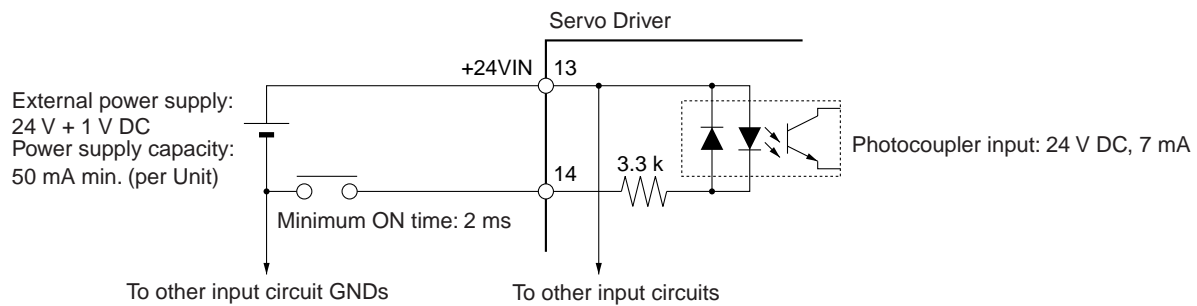 Servo Driver
+24VIN
13
External power supply:
24 V + 1 V DC
Power supply capacity:
50 mA min. (per Unit)
14
3.3 k
Photocoupler input: 24 V DC, 7 mA
Minimum ON time: 2 ms
To other input circuit GNDs
To other input circuits